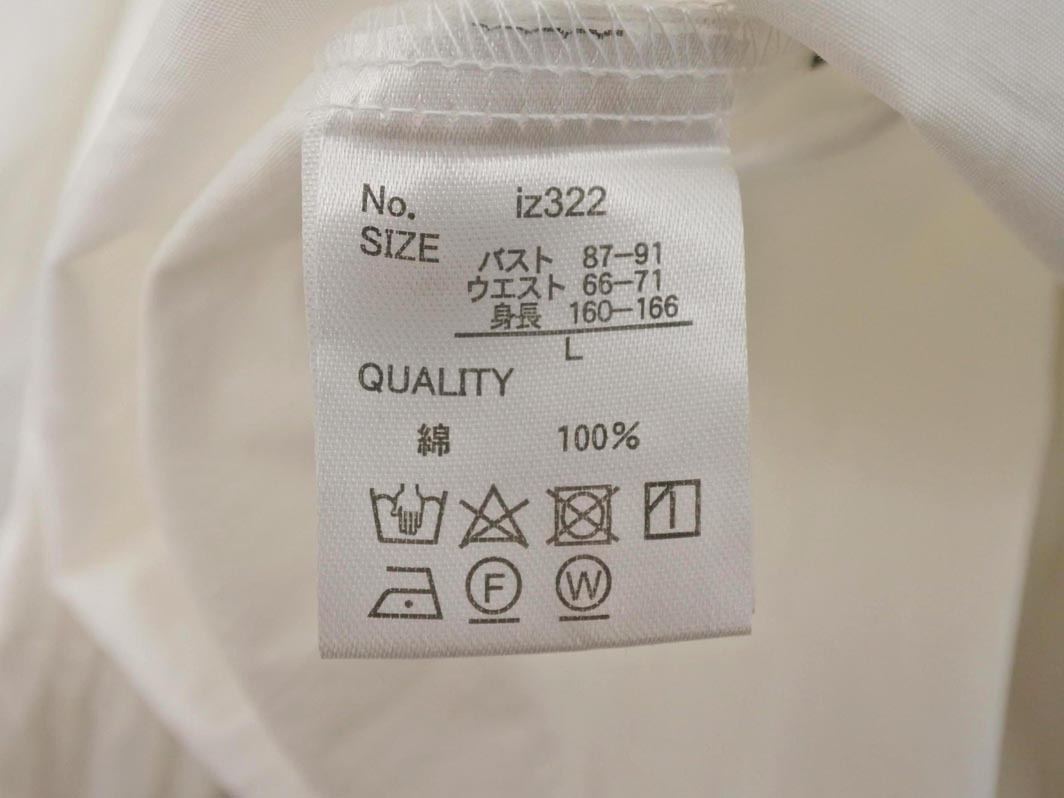 No. iz322
SIZE
バスト 87-91
ウエスト 66-71
身長 160-166
L
QUALITY
綿 100%
F W